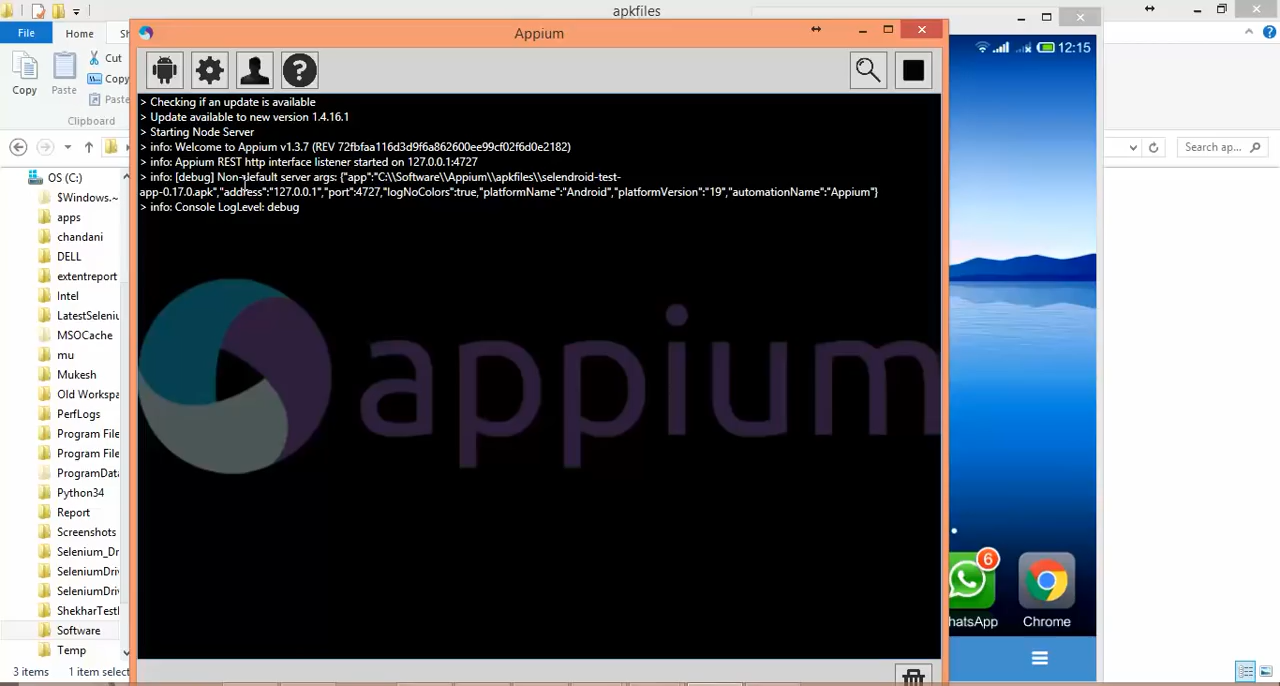 apkfiles
File
Home
Sh
Copy
Paste
Cut
Copy
Paste
Clipboard
Search ap...
OS (C:)
$Windows.~
apps
chandani
DELL
extentreport
Intel
LatestSeleniu
MSOCache
mu
Mukesh
Old Workspa
PerfLogs
Program File
Program File
ProgramData
Python34
Report
Screenshots
Selenium_Dr
SeleniumDriv
SeleniumDriv
ShekharTestI
Software
Temp
3 items 1 item select
Appium
> Checking if an update is available
> Update available to new version 1.4.16.1
> Starting Node Server
> info: Welcome to Appium v1.3.7 (REV 72fbfaa116d3d9f6a862600ee99cf02f6d0e2182)
> info: Appium REST http interface listener started on 127.0.0.1:4727
> info: [debug] Non-default server args: {"app":"C:\\Software\\Appium\\apkfiles\\selendroid-test-
app-0.17.0.apk","address":"127.0.0.1","port":4727,"logNoColors":true,"platformName":"Android","platformVersion":"19","automationName":"Appium"}
> info: Console LogLevel: debug
appium
12:15
6
hatsApp
Chrome